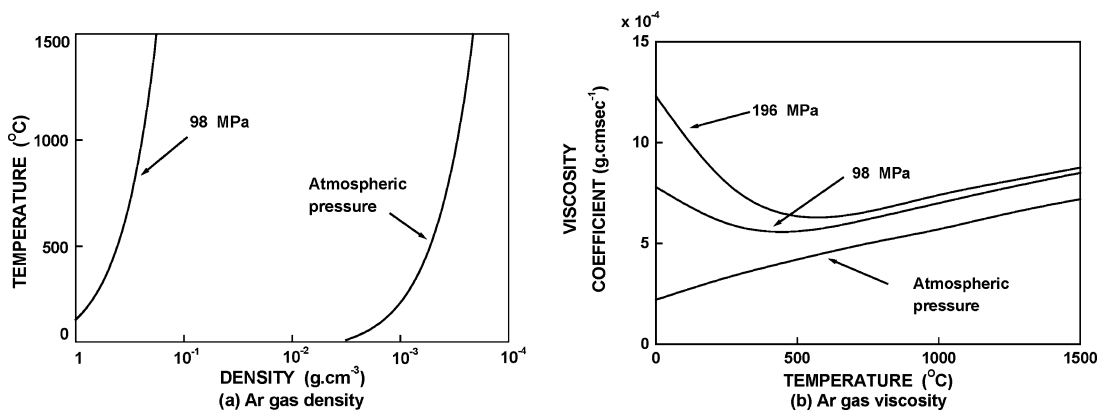 1500
1000
500
0
TEMPERATURE (°C)
98 MPa
Atmospheric
pressure
1
10⁻¹
10⁻²
10⁻³
10⁻⁴
DENSITY (g.cm⁻³)
(a) Ar gas density
x 10⁻⁴
15
10
5
0
VISCOSITY
COEFFICIENT (g.cmsec⁻¹)
196 MPa
98 MPa
Atmospheric
pressure
0
500
1000
1500
TEMPERATURE (°C)
(b) Ar gas viscosity